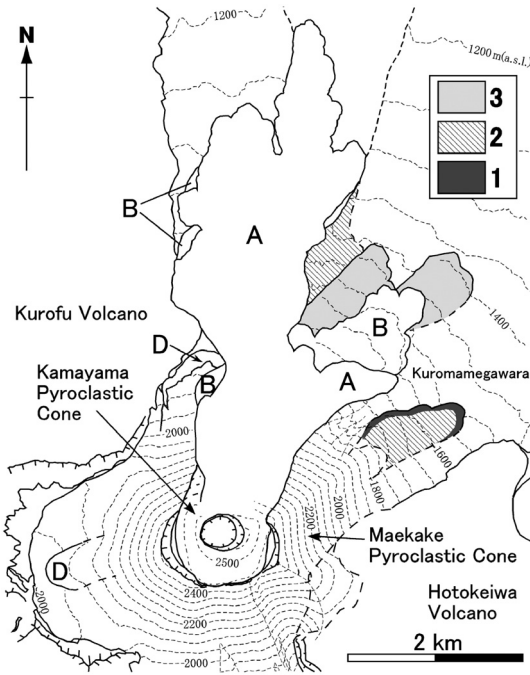 1200
N
1200 m(a.s.l.)
3
2
1
B
A
1400
Kurofu Volcano
D
B
Kamayama
Pyroclastic
Cone
B
A
Kuromamegawara
2000
1600
1800
2000
2200
Maekake
Pyroclastic Cone
2500
D
2000
2400
2200
2000
Hotokeiwa
Volcano
2 km